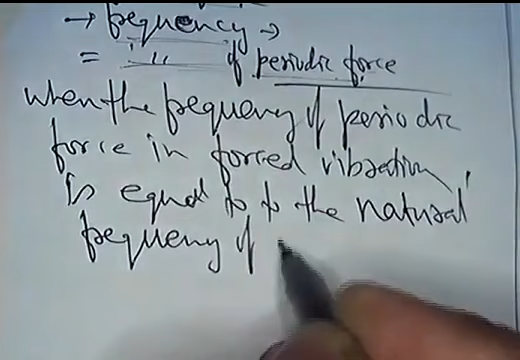 → frequency →
= " of periodic force
when the frequency of periodic
force in forced vibration,
is equal to to the natural
frequency of